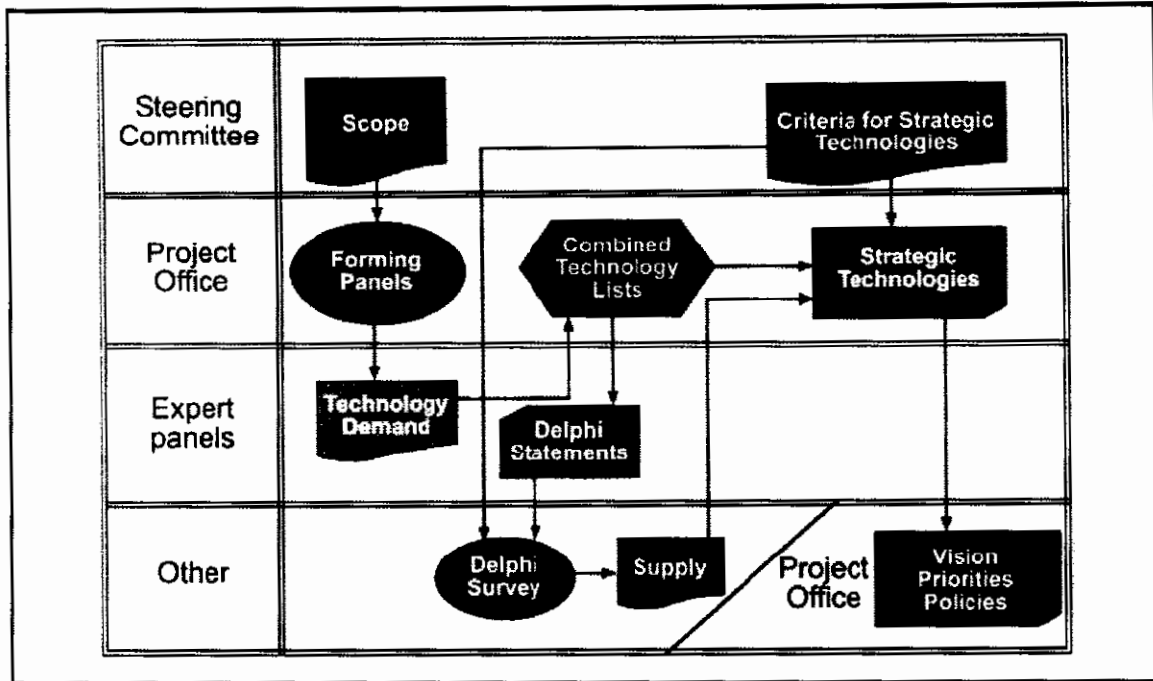 Steering
Committee
Scope
Criteria for Strategic
Technologies
Project
Office
Forming
Panels
Combined
Technology
Lists
Strategic
Technologies
Expert
panels
Technology
Demand
Delphi
Statements
Other
Delphi
Survey
Supply
Project
Office
Vision
Priorities
Policies